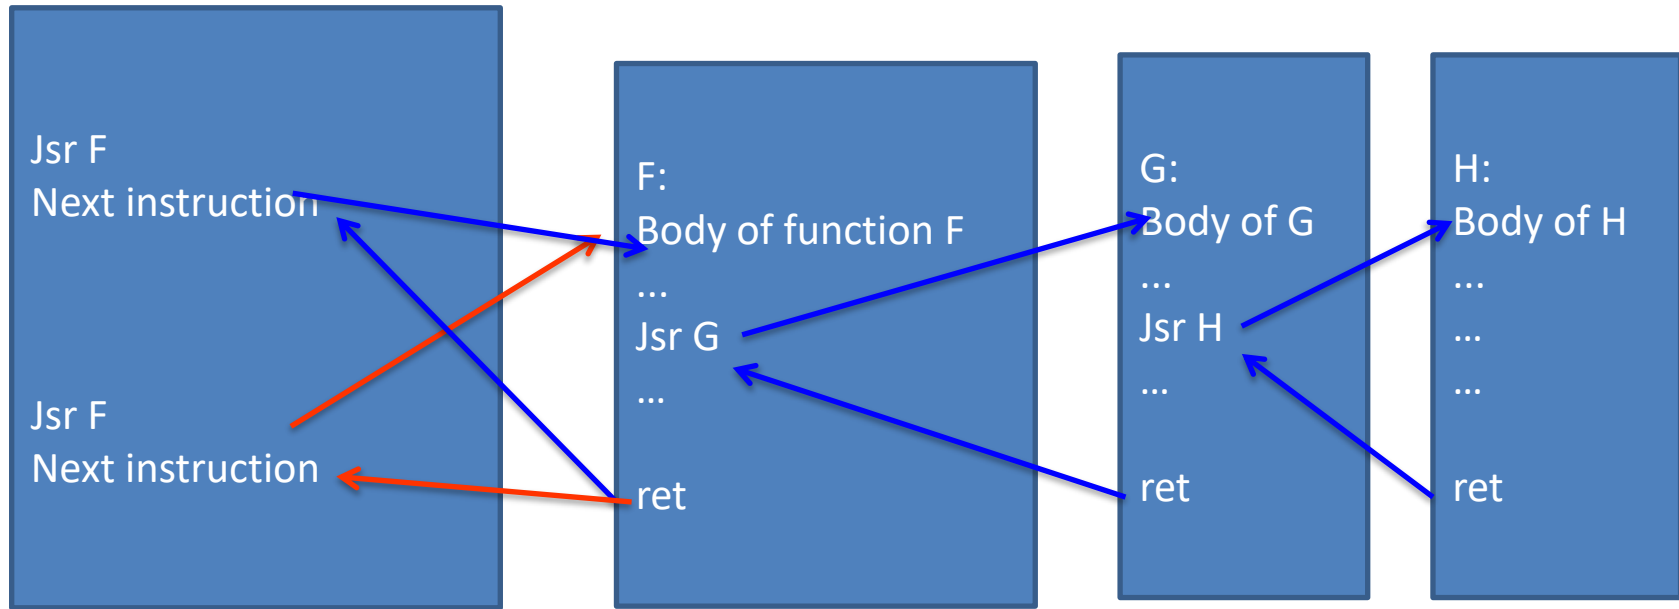 Jsr F
Next instruction
Jsr F
Next instruction
F:
Body of function F
...
Jsr G
...
ret
G:
Body of G
...
Jsr H
...
ret
H:
Body of H
...
...
...
ret